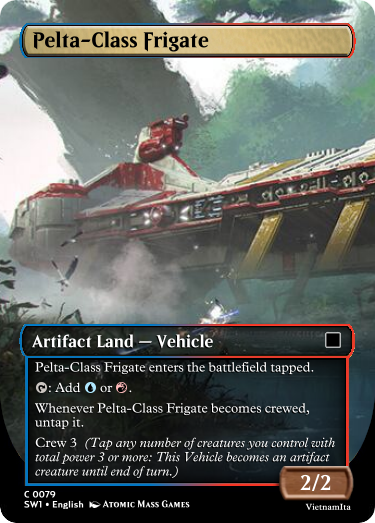 Pelta-Class Frigate
Artifact Land — Vehicle
Pelta-Class Frigate enters the battlefield tapped.
: Add or .
Whenever Pelta-Class Frigate becomes crewed,
untap it.
Crew 3 (Tap any number of creatures you control with
total power 3 or more: This Vehicle becomes an artifact
creature until end of turn.)
2/2
C 0079
SW1 • English Atomic Mass Games
VietnamIta